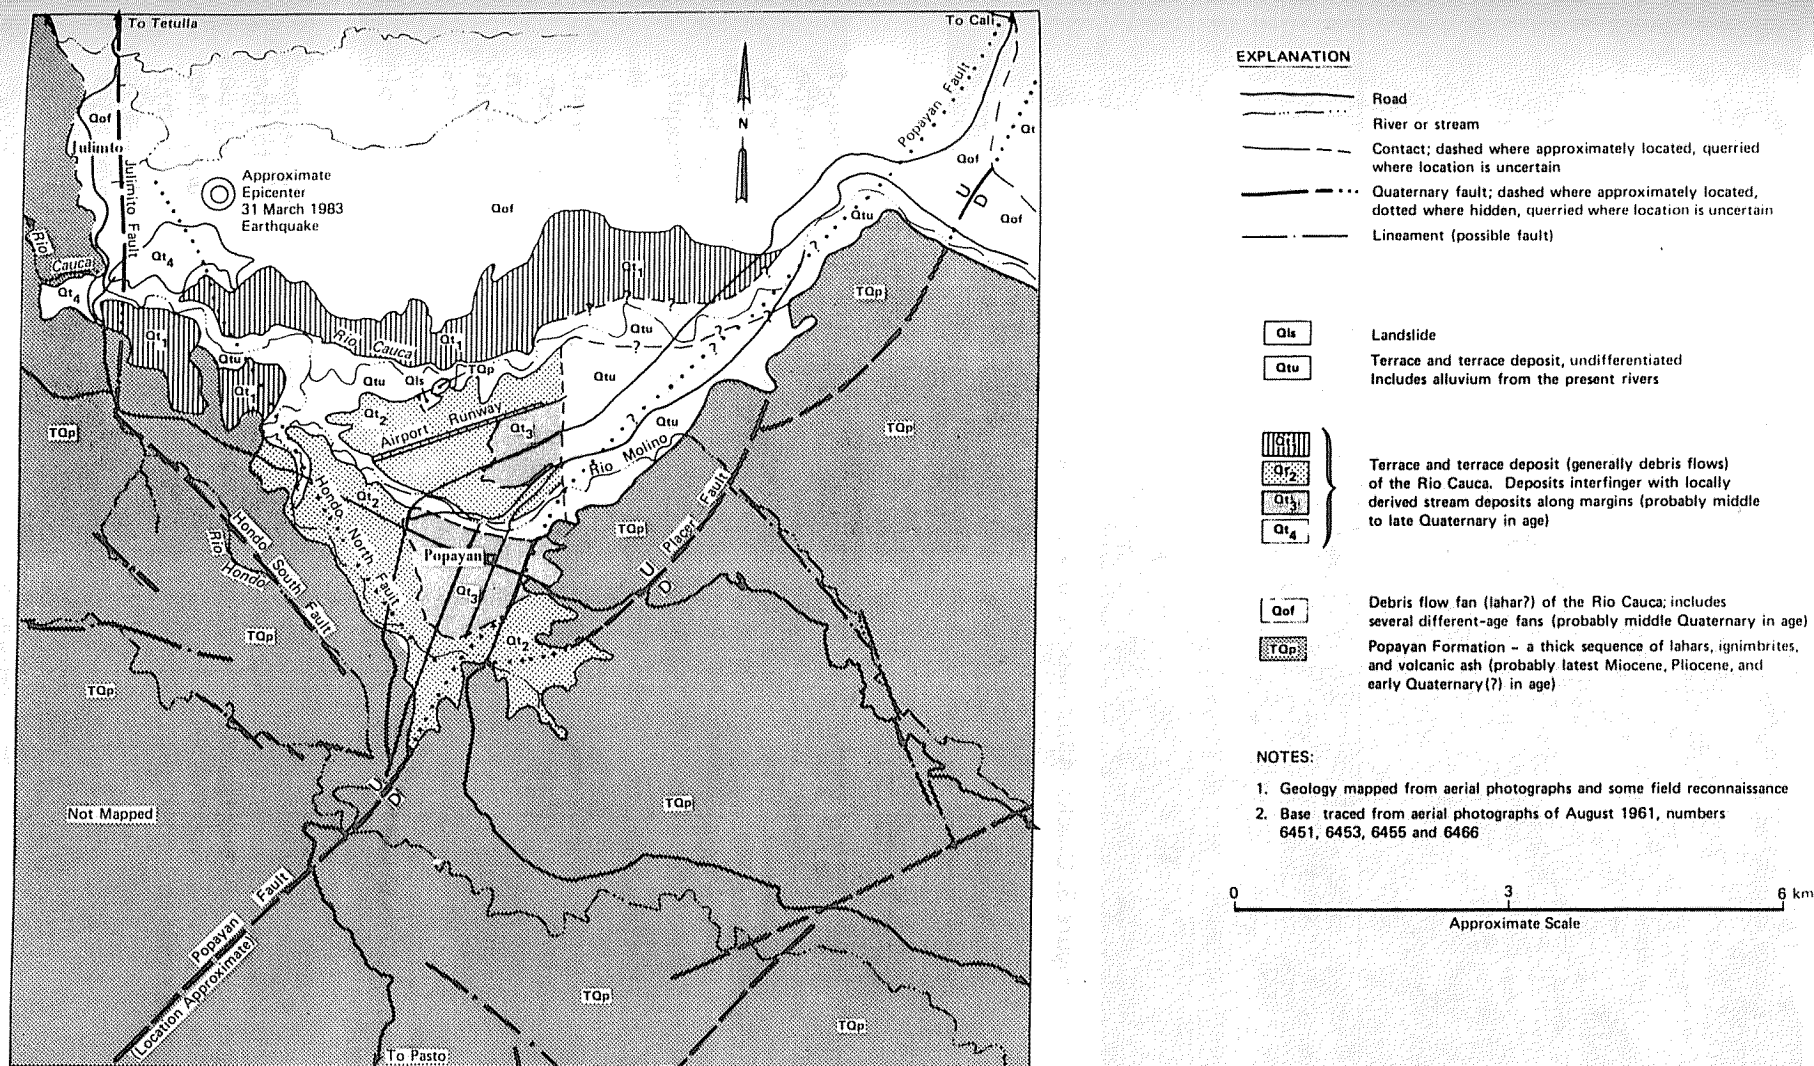 To Tetulla
To Cali
Popayan Fault
N
Qt
Qof
Julimto
Julimito Fault
Approximate
Epicenter
31 March 1983
Earthquake
Qof
Qof
U
D
Qof
Qtu
Rio
Cauca
Qt4
Qt4
Qt1
TQp
Qt1
Qtu
Rio Cauca
Qt1
Qtu
Qtu
Qls
TQp
Qtu
Qt1
Qt2
Airport Runway
Qt3
Qtu
Rio Molino
TQp
TQp
Qt2
Hondo North Fault
Hondo South Fault
Rio
Hondo
Popayan
Qt3
TQp
Placer Fault
U
D
TQp
Qt2
TQp
U
D
TQp
Not Mapped
Popayan Fault
(Location Approximate)
TQp
TQp
To Pasto
EXPLANATION
Road
River or stream
Contact; dashed where approximately located, querried
where location is uncertain
Quaternary fault; dashed where approximately located,
dotted where hidden, querried where location is uncertain
Lineament (possible fault)
Qls
Landslide
Qtu
Terrace and terrace deposit, undifferentiated
Includes alluvium from the present rivers
Qt1
Qt2
Qt3
Qt4
Terrace and terrace deposit (generally debris flows)
of the Rio Cauca. Deposits interfinger with locally
derived stream deposits along margins (probably middle
to late Quaternary in age)
Qof
Debris flow fan (lahar?) of the Rio Cauca; includes
several different-age fans (probably middle Quaternary in age)
TQp
Popayan Formation – a thick sequence of lahars, ignimbrites,
and volcanic ash (probably latest Miocene, Pliocene, and
early Quaternary(?) in age)
NOTES:
1. Geology mapped from aerial photographs and some field reconnaissance
2. Base traced from aerial photographs of August 1961, numbers
6451, 6453, 6455 and 6466
0 3 6 km
Approximate Scale